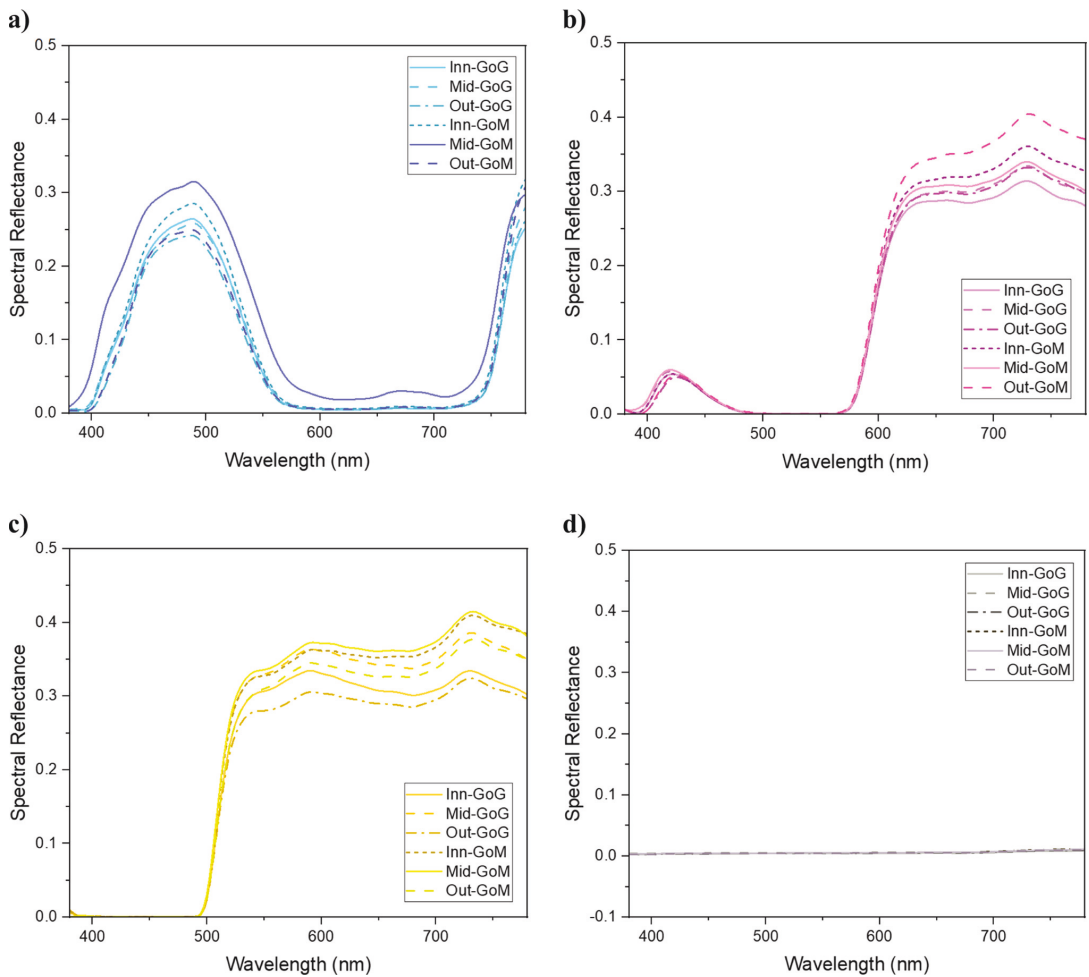 a)
0.5
0.4
0.3
0.2
0.1
0.0
400
500
600
700
Spectral Reflectance
Wavelength (nm)
Inn-GoG
Mid-GoG
Out-GoG
Inn-GoM
Mid-GoM
Out-GoM
b)
0.5
0.4
0.3
0.2
0.1
0.0
400
500
600
700
Spectral Reflectance
Wavelength (nm)
Inn-GoG
Mid-GoG
Out-GoG
Inn-GoM
Mid-GoM
Out-GoM
c)
0.5
0.4
0.3
0.2
0.1
0.0
400
500
600
700
Spectral Reflectance
Wavelength (nm)
Inn-GoG
Mid-GoG
Out-GoG
Inn-GoM
Mid-GoM
Out-GoM
d)
0.5
0.4
0.3
0.2
0.1
0.0
-0.1
400
500
600
700
Spectral Reflectance
Wavelength (nm)
Inn-GoG
Mid-GoG
Out-GoG
Inn-GoM
Mid-GoM
Out-GoM